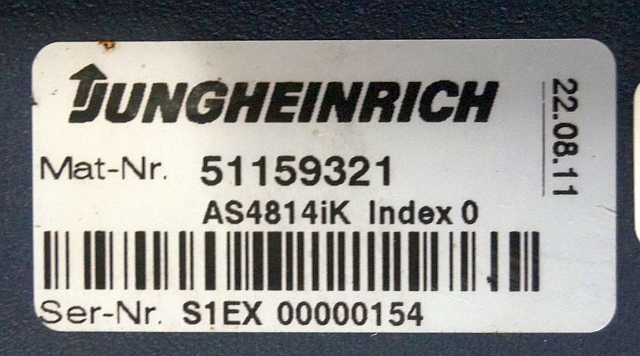 JUNGHEINRICH
22.08.11
Mat-Nr. 51159321
AS4814iK Index 0
Ser-Nr. S1EX 00000154